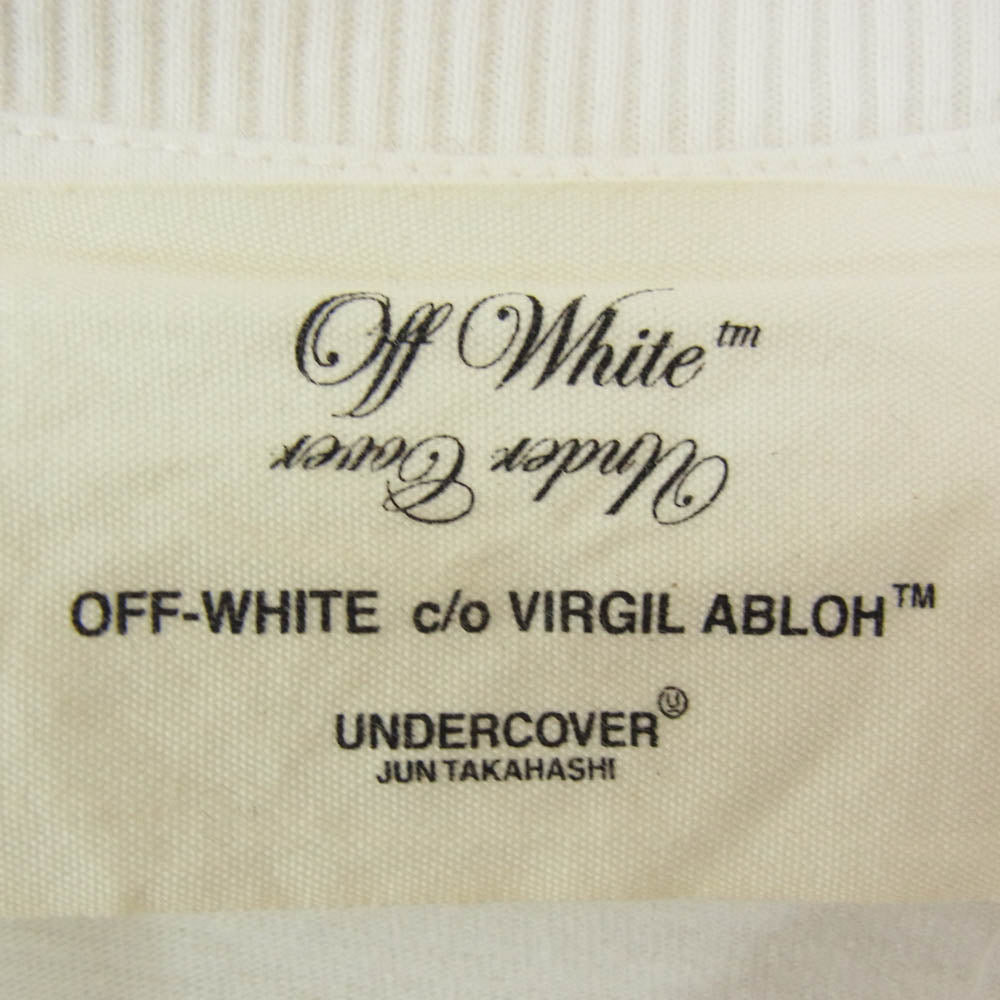 Off White™
Under Cover
OFF-WHITE c/o VIRGIL ABLOH™
UNDERCOVER Ⓤ
JUN TAKAHASHI